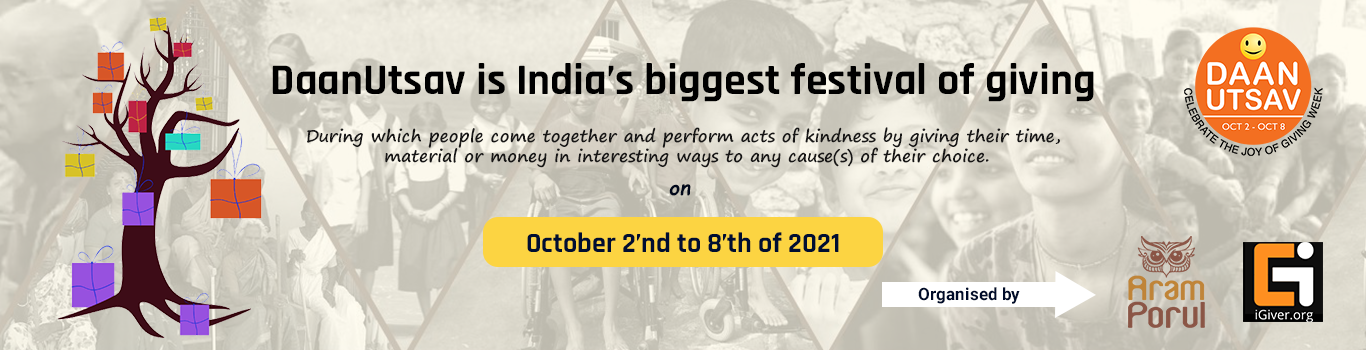 DaanUtsav is India's biggest festival of giving
During which people come together and perform acts of kindness by giving their time,
material or money in interesting ways to any cause(s) of their choice.
on
October 2'nd to 8'th of 2021
DAAN
UTSAV
OCT 2 - OCT 8
CELEBRATE THE JOY OF GIVING WEEK
Organised by
Aram
Porul
Gi
iGiver.org